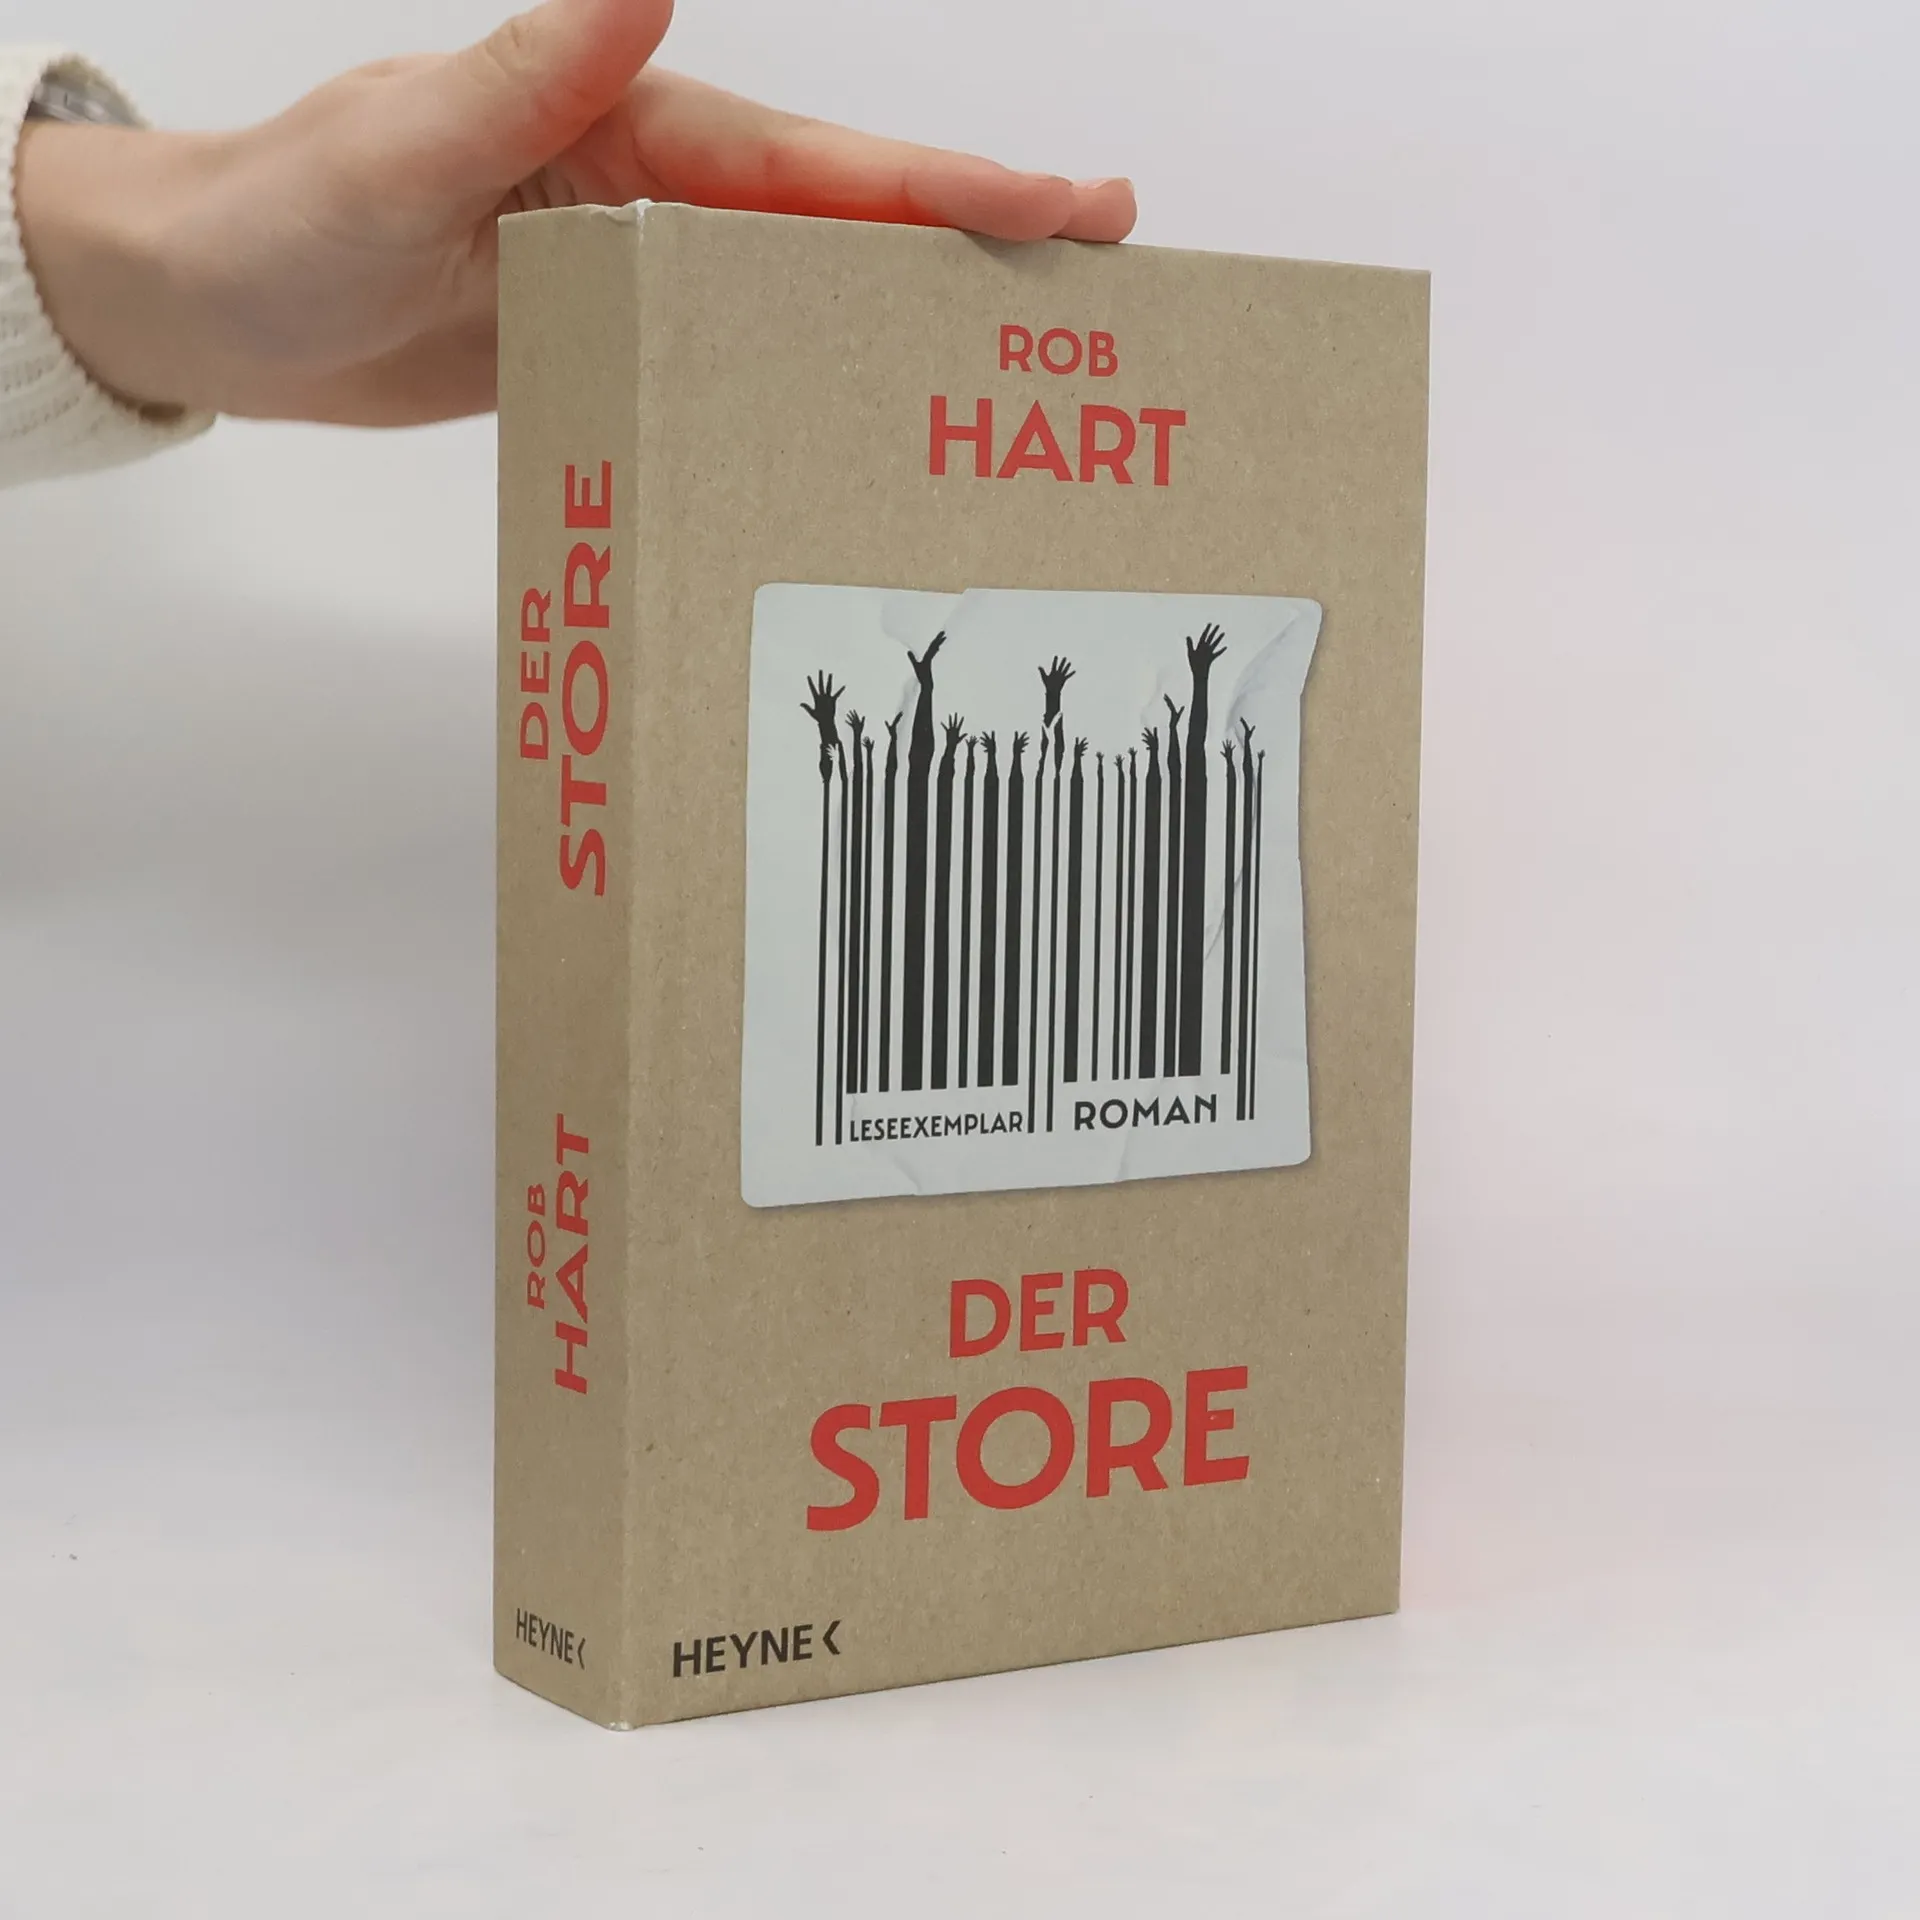 DER
STORE
ROB
HART
HEYNE<
ROB
HART
LESEEXEMPLAR
ROMAN
DER
STORE
HEYNE<